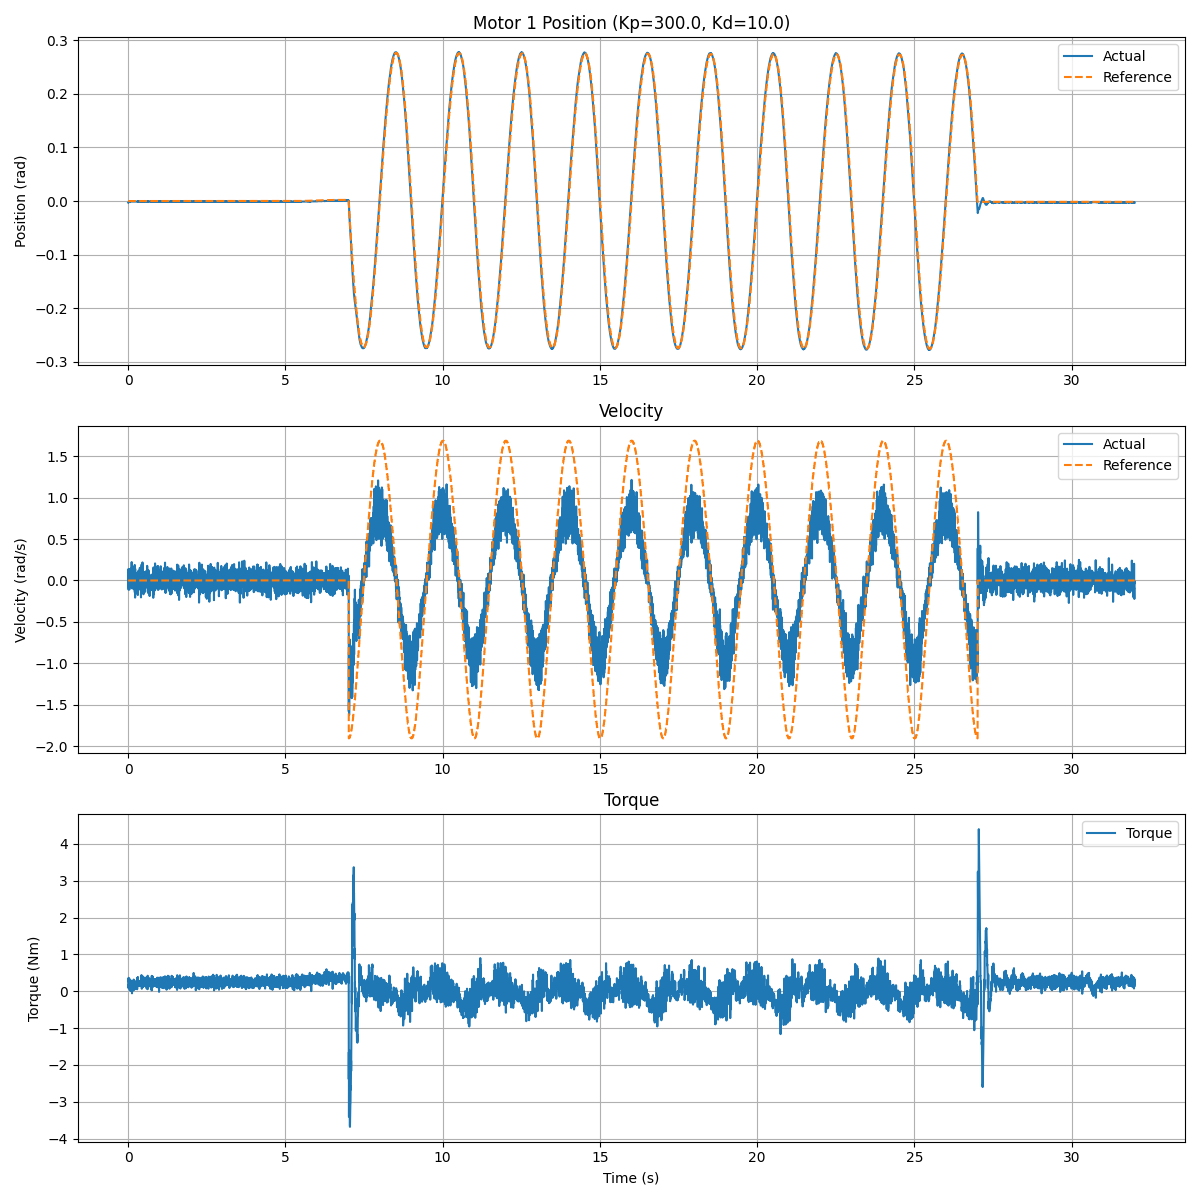 Motor 1 Position (Kp=300.0, Kd=10.0)
Position (rad)
0.3
0.2
0.1
0.0
−0.1
−0.2
−0.3
Actual
Reference
0 5 10 15 20 25 30
Velocity
Velocity (rad/s)
1.5
1.0
0.5
0.0
−0.5
−1.0
−1.5
−2.0
Actual
Reference
0 5 10 15 20 25 30
Torque
Torque (Nm)
4
3
2
1
0
−1
−2
−3
−4
Torque
0 5 10 15 20 25 30
Time (s)